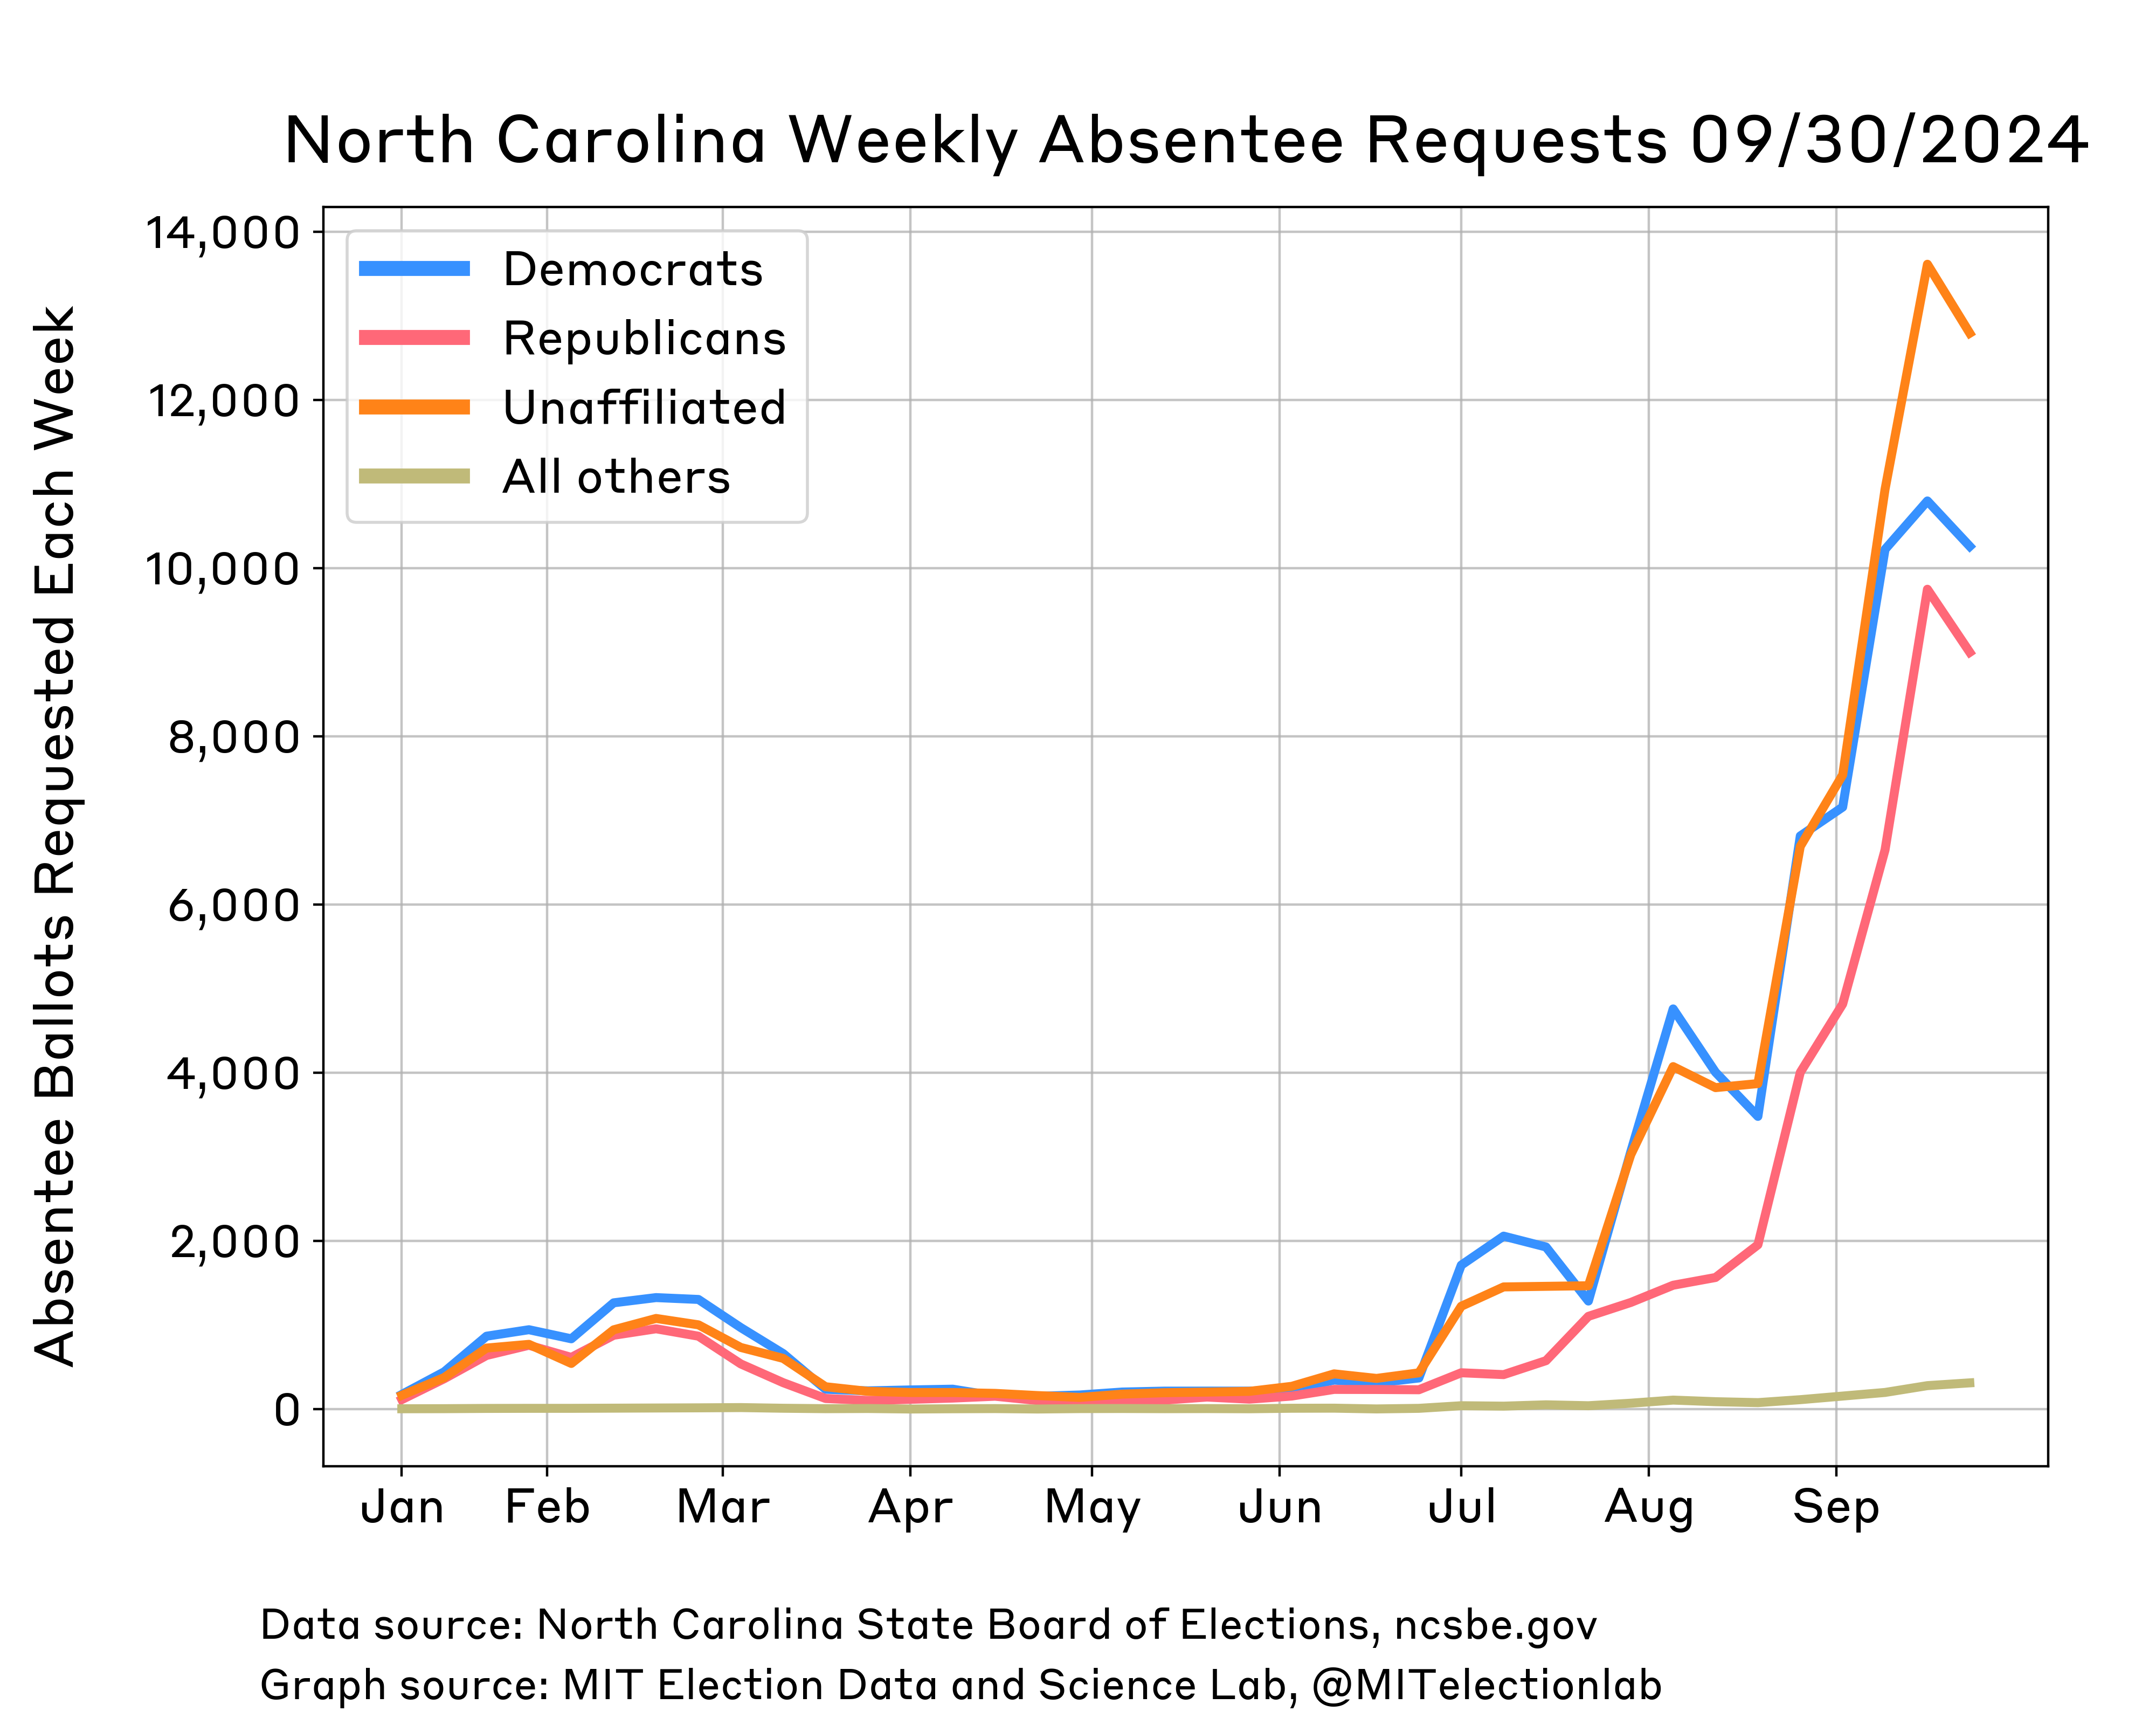 North Carolina Weekly Absentee Requests 09/30/2024
Absentee Ballots Requested Each Week
14,000
12,000
10,000
8,000
6,000
4,000
2,000
0
Democrats
Republicans
Unaffiliated
All others
Jan Feb Mar Apr May Jun Jul Aug Sep
Data source: North Carolina State Board of Elections, ncsbe.gov
Graph source: MIT Election Data and Science Lab, @MITelectionlab